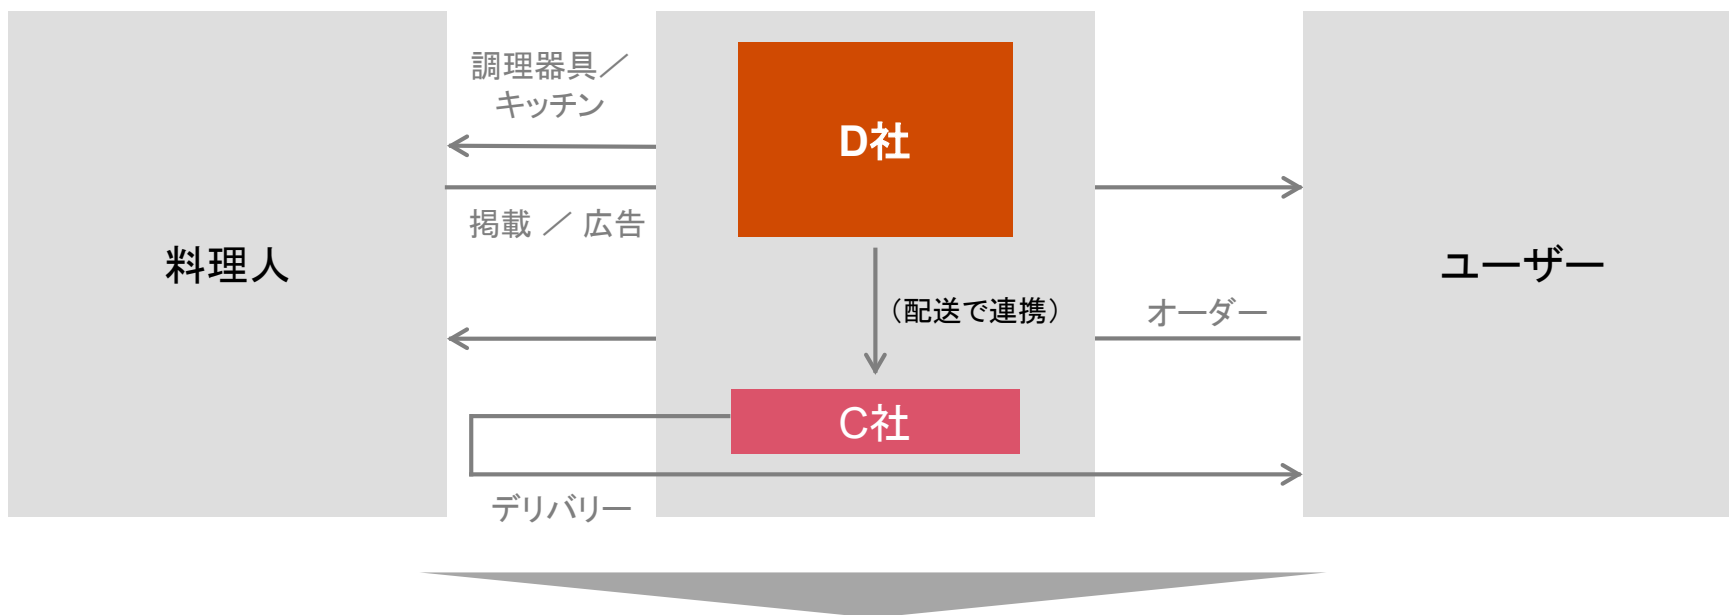 調理器具／
キッチン
D社
掲載 ／ 広告
料理人
ユーザー
（配送で連携）
オーダー
C社
デリバリー